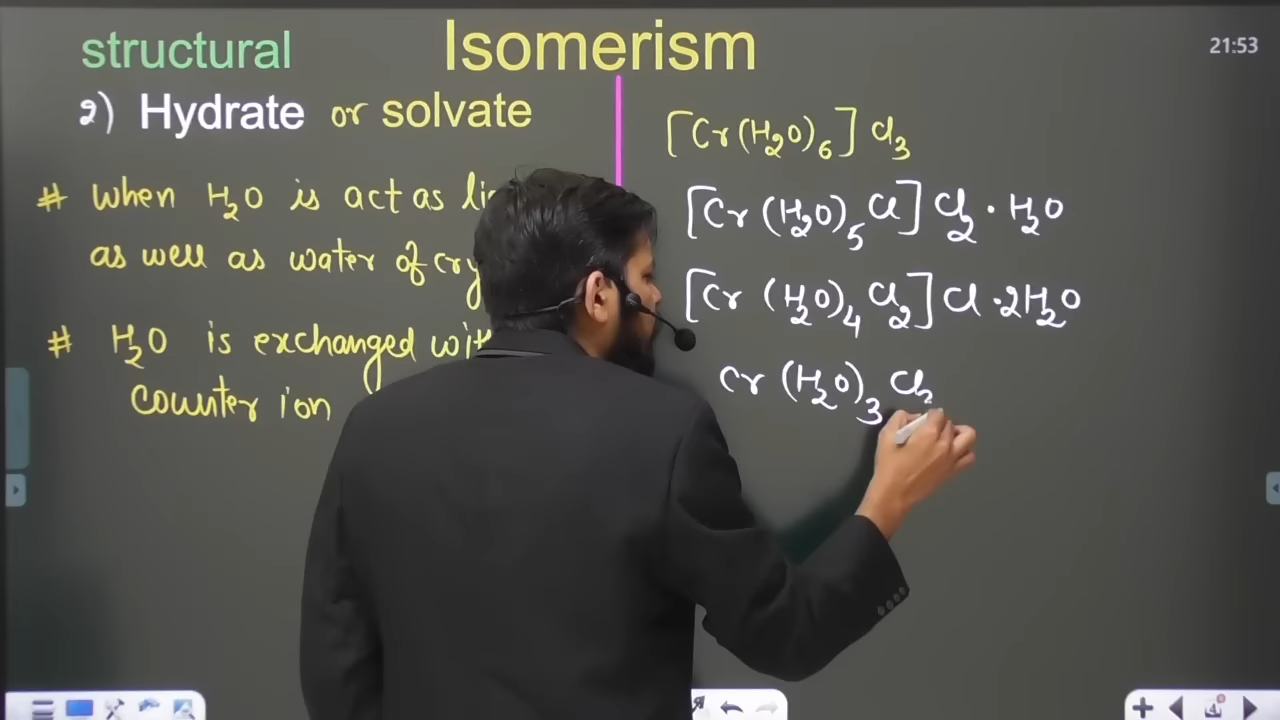 structural Isomerism
21:53
2) Hydrate or solvate
# When H₂O is act as
as well as water of
# H₂O is exchanged
counter ion
[Cr(H₂O)₆]Cl₃
[Cr(H₂O)₅Cl]Cl₂·H₂O
[Cr(H₂O)₄Cl₂]Cl·2H₂O
Cr(H₂O)₃Cl₃